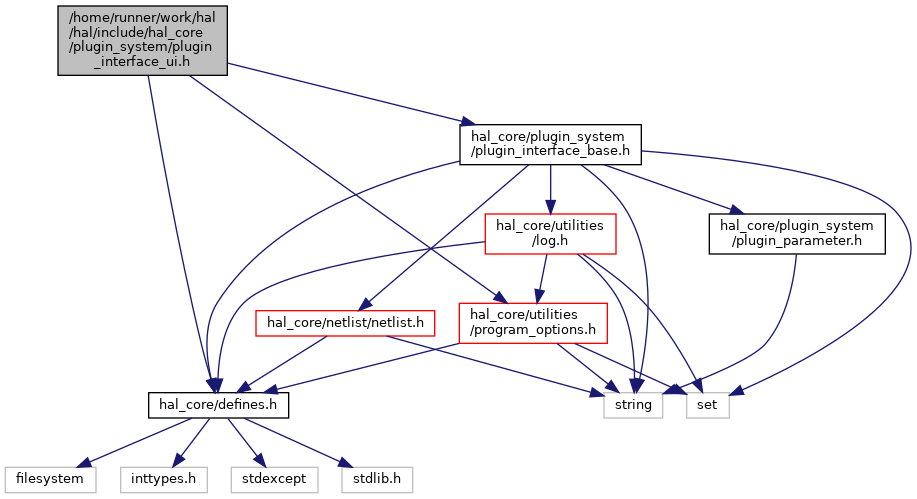 /home/runner/work/hal
/hal/include/hal_core
/plugin_system/plugin
_interface_ui.h
hal_core/plugin_system
/plugin_interface_base.h
hal_core/utilities
/log.h
hal_core/plugin_system
/plugin_parameter.h
hal_core/netlist/netlist.h
hal_core/utilities
/program_options.h
hal_core/defines.h
string
set
filesystem
inttypes.h
stdexcept
stdlib.h